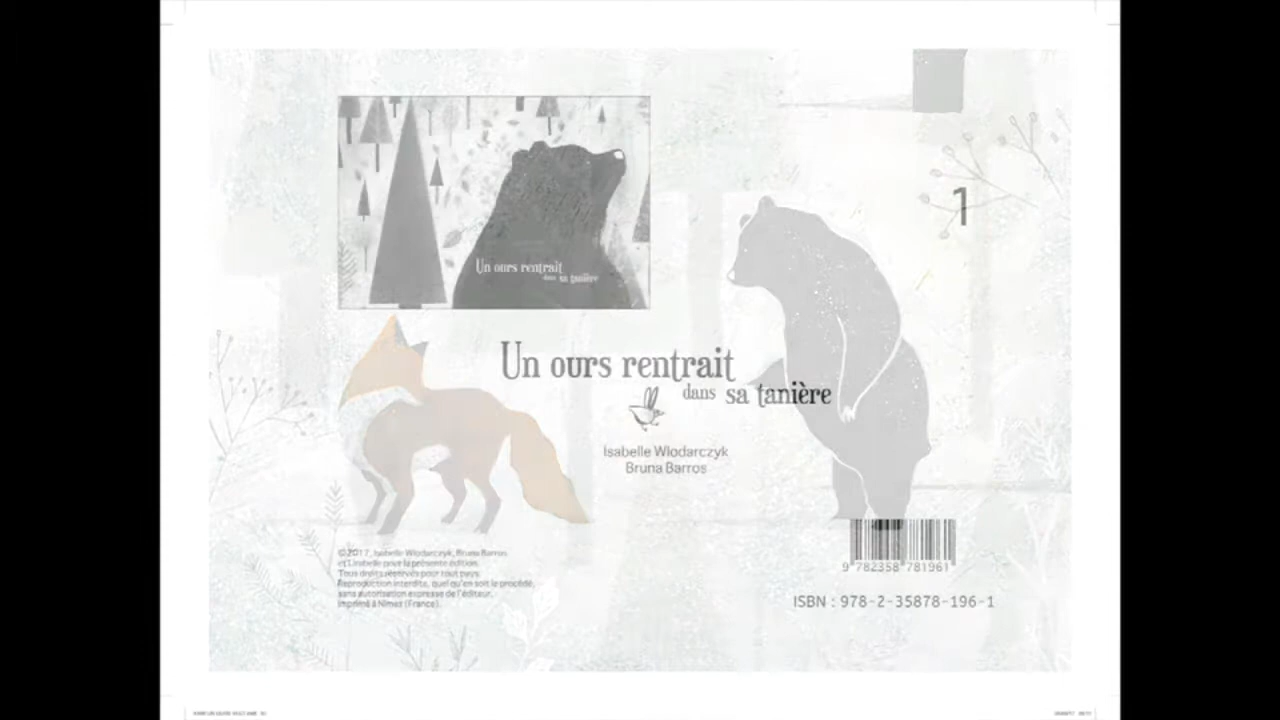 Un ours rentrait
dans sa tanière
1
Un ours rentrait
dans sa tanière
Isabelle Wlodarczyk
Bruna Barros
©2017, Isabelle Wlodarczyk, Bruna Barros
et L'irabelle pour la présente édition.
Tous droits réservés pour tout pays.
Reproduction interdite, quel qu'en soit le procédé,
sans autorisation expresse de l'éditeur.
Imprimé à Nîmes (France).
9 782358 781961
ISBN : 978-2-35878-196-1